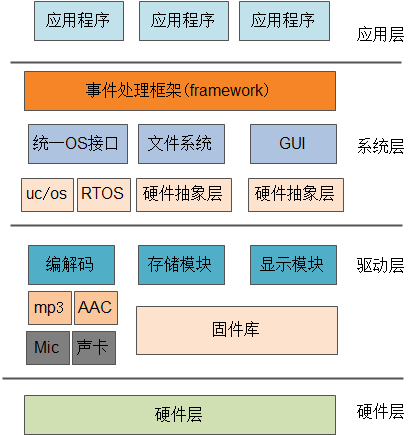 应用程序 应用程序 应用程序
应用层
事件处理框架(framework)
统一OS接口 文件系统 GUI
系统层
uc/os RTOS 硬件抽象层 硬件抽象层
编解码 存储模块 显示模块 驱动层
mp3 AAC
固件库
Mic 声卡
硬件层 硬件层